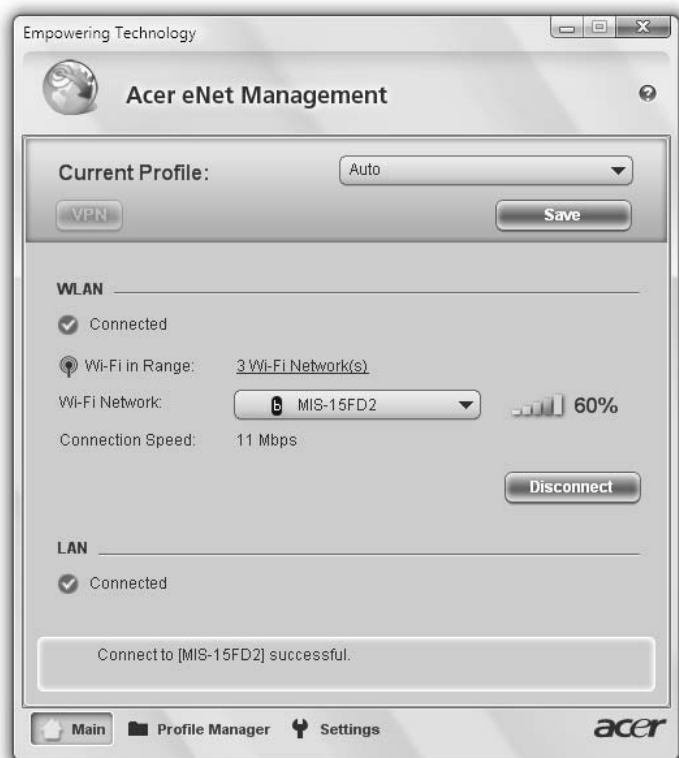 Empowering Technology
Acer eNet Management
Current Profile:
Auto
VPN
Save
WLAN
Connected
Wi-Fi in Range:
3 Wi-Fi Network(s)
Wi-Fi Network:
b MIS-15FD2
60%
Connection Speed:
11 Mbps
Disconnect
LAN
Connected
Connect to [MIS-15FD2] successful.
Main
Profile Manager
Settings
acer